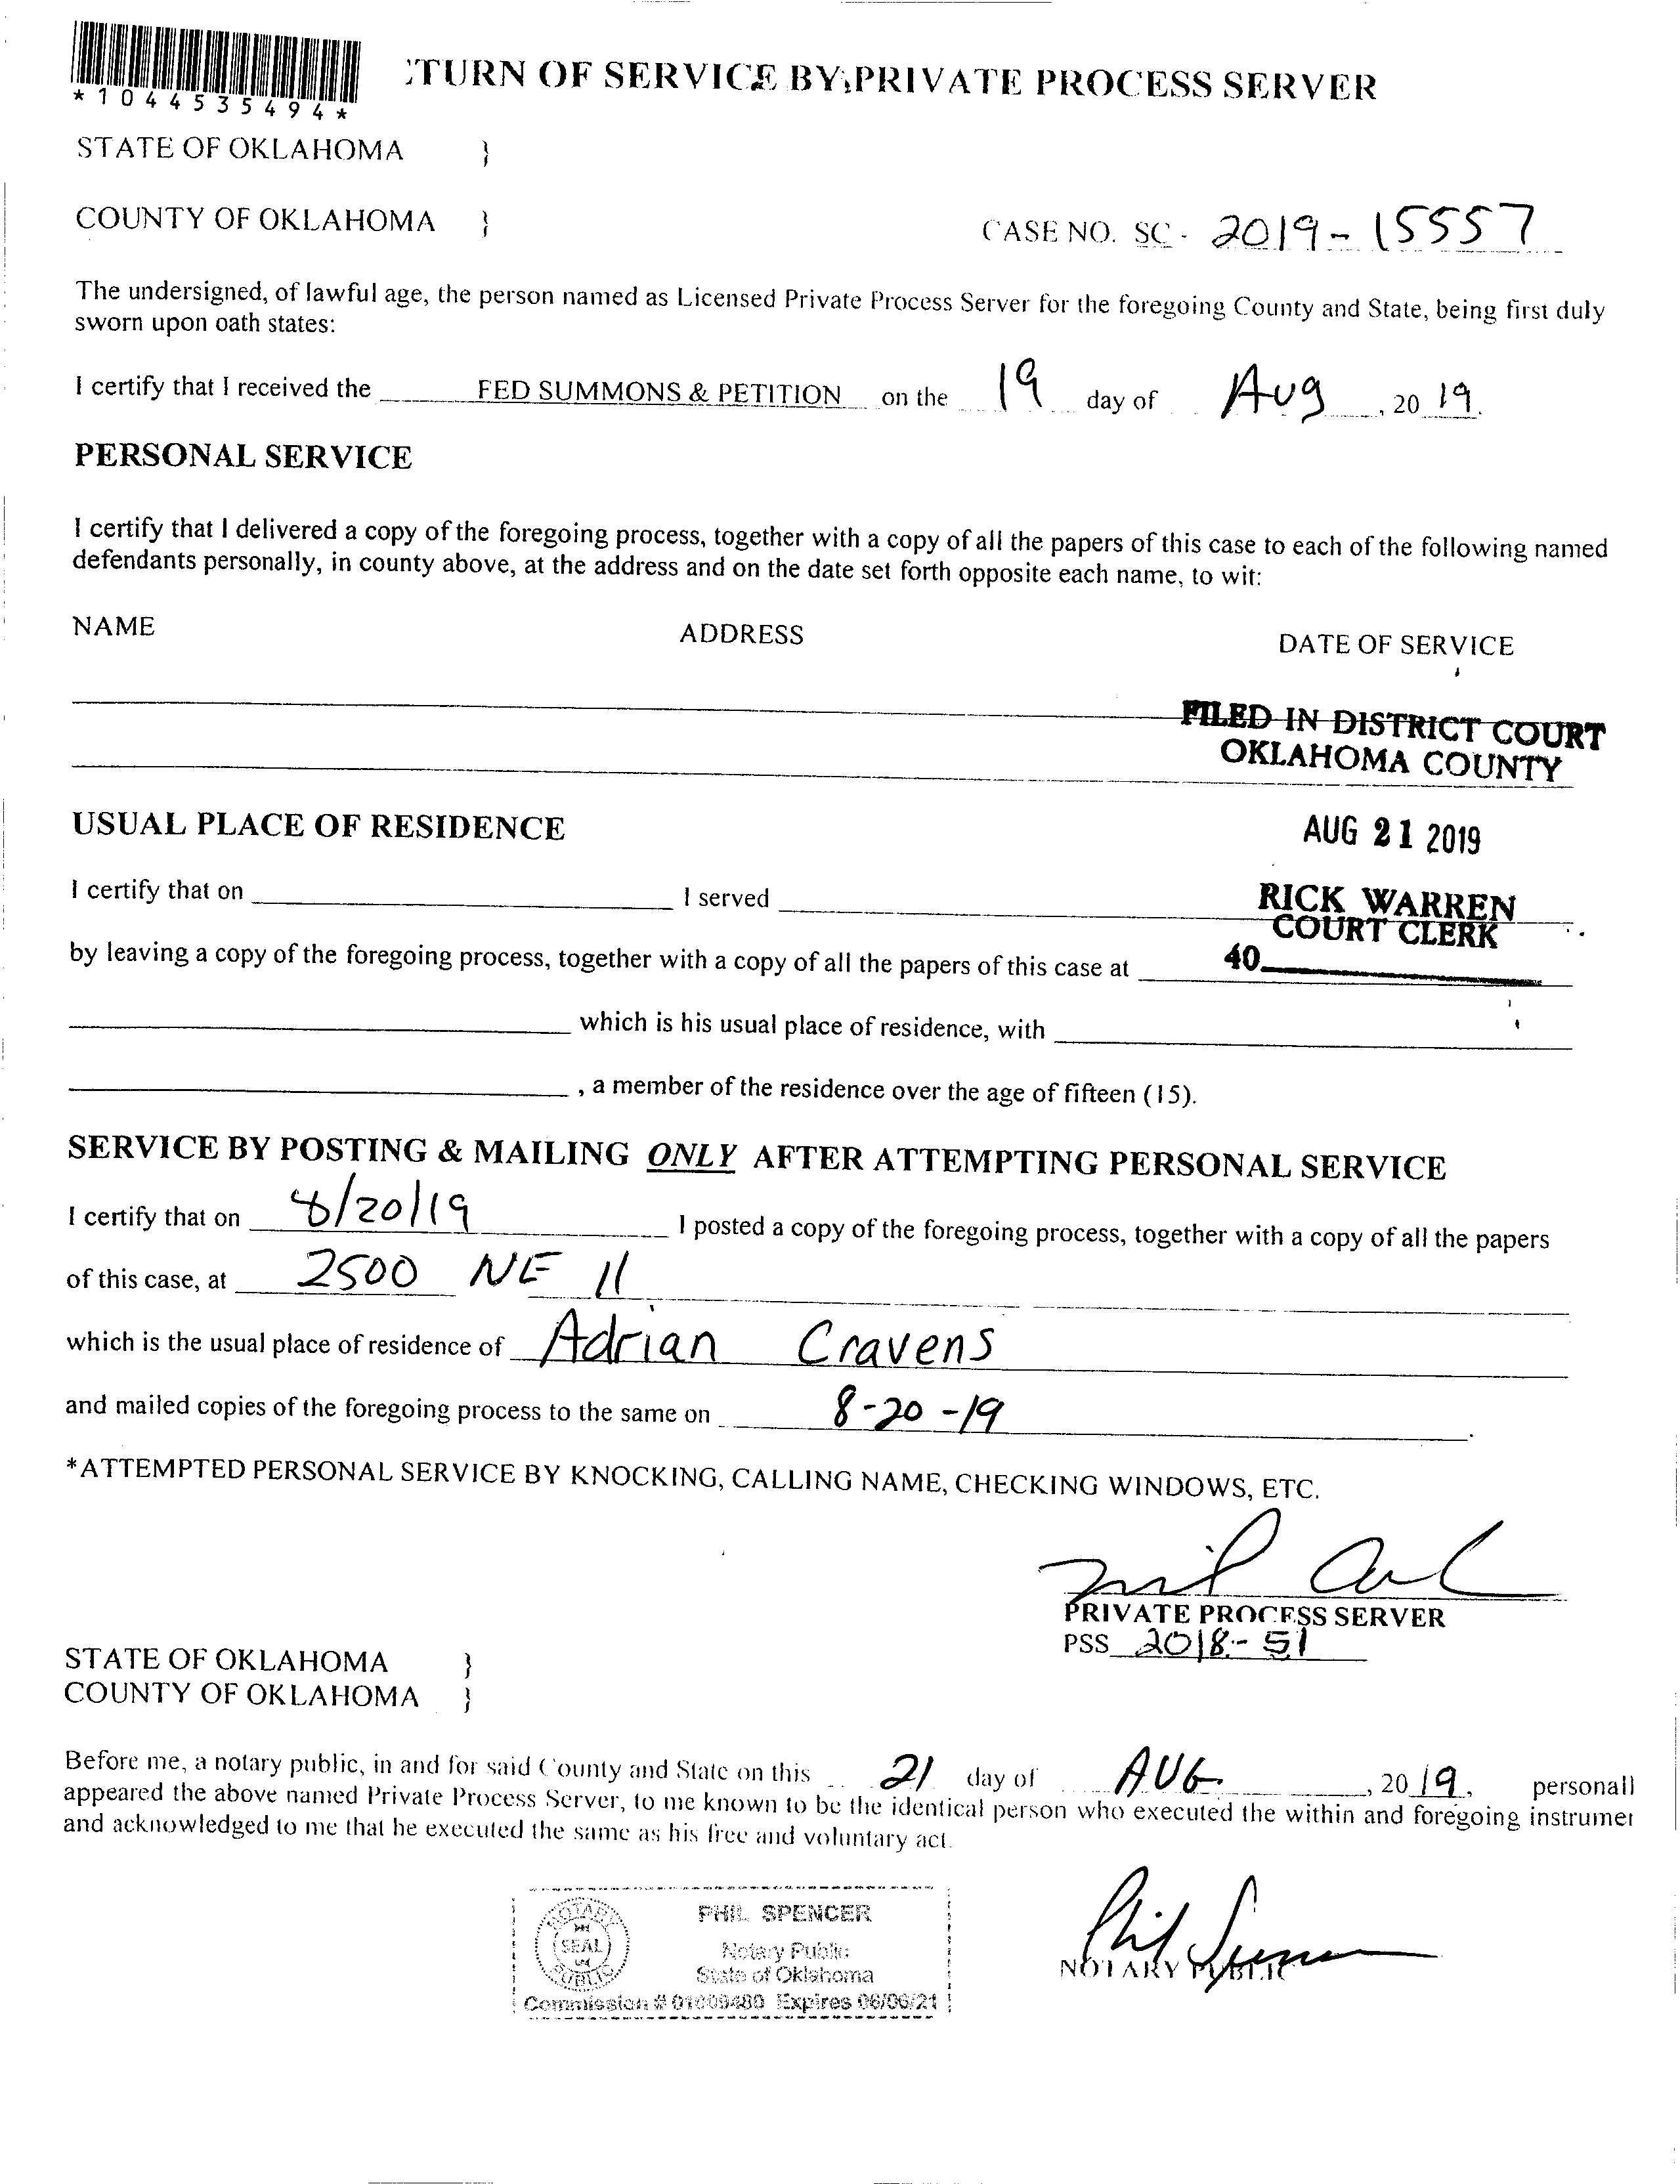 *1044535494*
TURN OF SERVICE BY PRIVATE PROCESS SERVER
STATE OF OKLAHOMA }
COUNTY OF OKLAHOMA }
CASE NO. SC - 2019-15557
The undersigned, of lawful age, the person named as Licensed Private Process Server for the foregoing County and State, being first duly
sworn upon oath states:
I certify that I received the FED SUMMONS & PETITION on the 19 day of Aug, 20 19.
PERSONAL SERVICE
I certify that I delivered a copy of the foregoing process, together with a copy of all the papers of this case to each of the following named
defendants personally, in county above, at the address and on the date set forth opposite each name, to wit:
NAME ADDRESS DATE OF SERVICE
FILED IN DISTRICT COURT
OKLAHOMA COUNTY
USUAL PLACE OF RESIDENCE
AUG 21 2019
I certify that on I served
RICK WARREN
COURT CLERK
by leaving a copy of the foregoing process, together with a copy of all the papers of this case at
40
which is his usual place of residence, with
, a member of the residence over the age of fifteen (15).
SERVICE BY POSTING & MAILING ONLY AFTER ATTEMPTING PERSONAL SERVICE
I certify that on 8/20/19 I posted a copy of the foregoing process, together with a copy of all the papers
of this case, at 2500 NE 11
which is the usual place of residence of Adrian Cravens
and mailed copies of the foregoing process to the same on 8-20-19.
*ATTEMPTED PERSONAL SERVICE BY KNOCKING, CALLING NAME, CHECKING WINDOWS, ETC.
PRIVATE PROCESS SERVER
PSS 2018-51
STATE OF OKLAHOMA }
COUNTY OF OKLAHOMA }
Before me, a notary public, in and for said County and State on this 21 day of AUG, 2019, personall
appeared the above named Private Process Server, to me known to be the identical person who executed the within and foregoing instrumer
and acknowledged to me that he executed the same as his free and voluntary act.
NOTARY
SEAL
PUBLIC
PHIL SPENCER
Notary Public
State of Oklahoma
Commission # 01009480 Expires 06/06/21
Phil Spencer
NOTARY PUBLIC